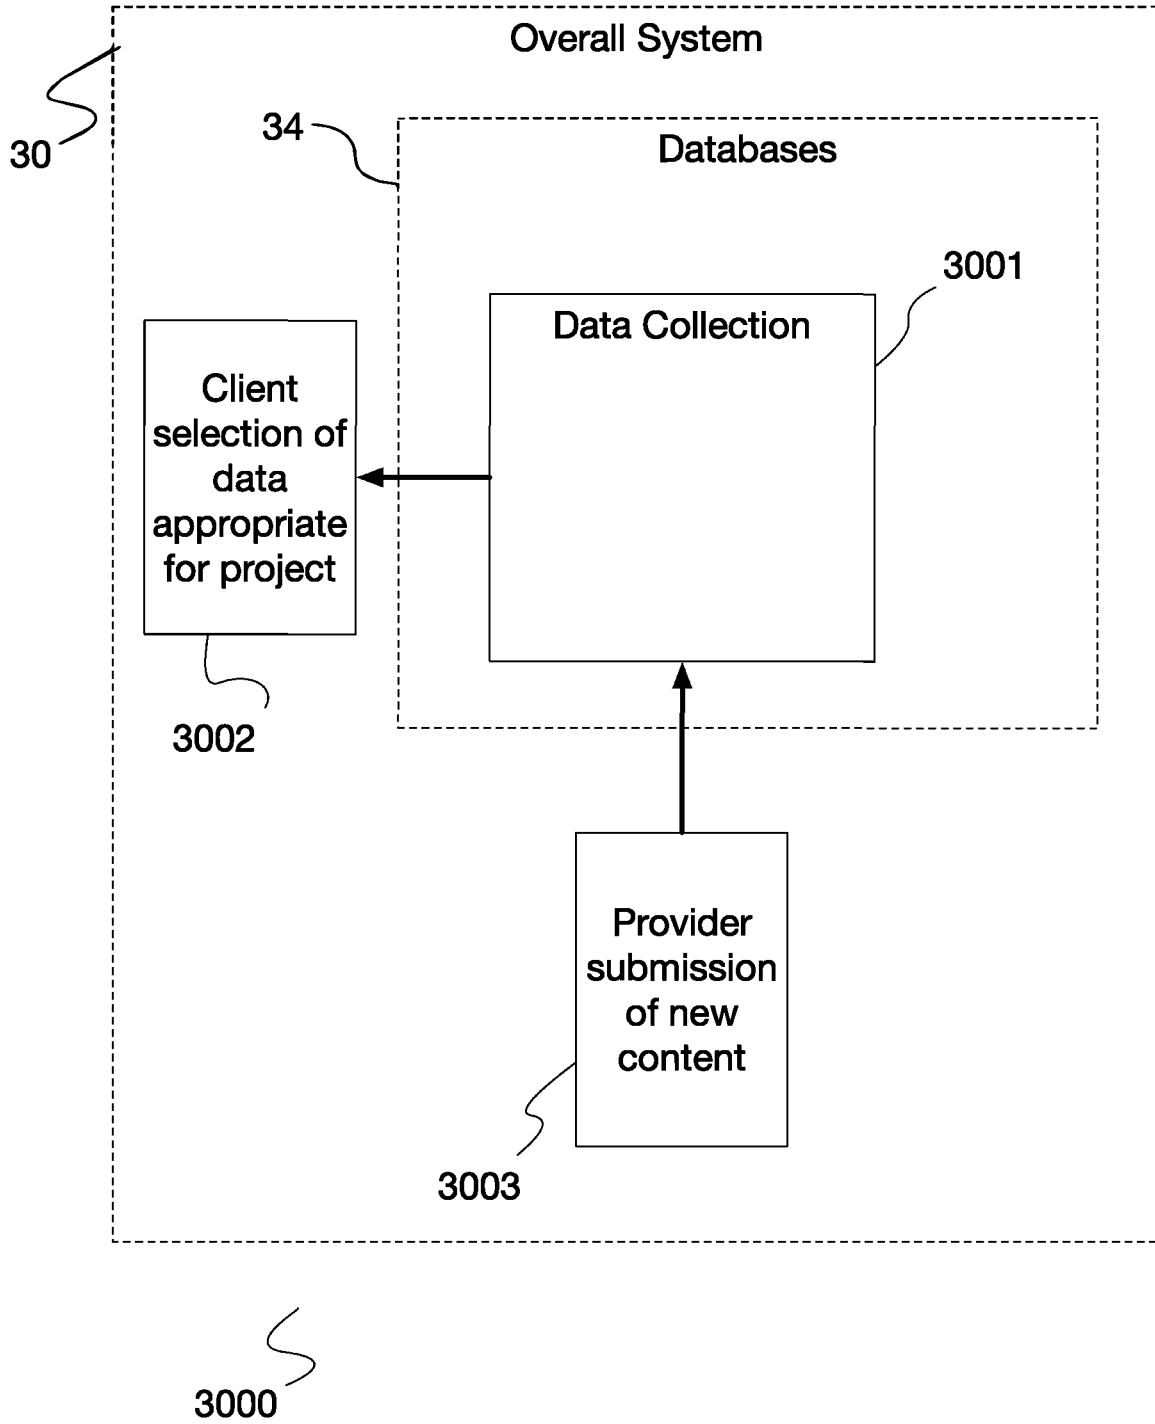 Overall System
30
34
Databases
3001
Data Collection
Client
selection of
data
appropriate
for project
3002
Provider
submission
of new
content
3003
3000